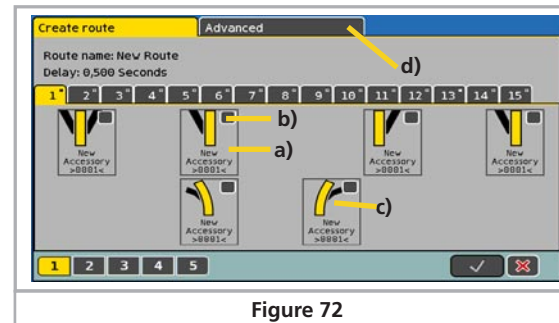 Create route
Advanced
Route name: New Route
Delay: 0,500 Seconds
d)
1 2 3 4 5 6 7 8 9 10 11 12 13 14 15
b)
a)
New
Accessory
>0001<
New
Accessory
>0001<
New
Accessory
>0001<
New
Accessory
>0001<
c)
New
Accessory
>0001<
New
Accessory
>0001<
1 2 3 4 5
Figure 72